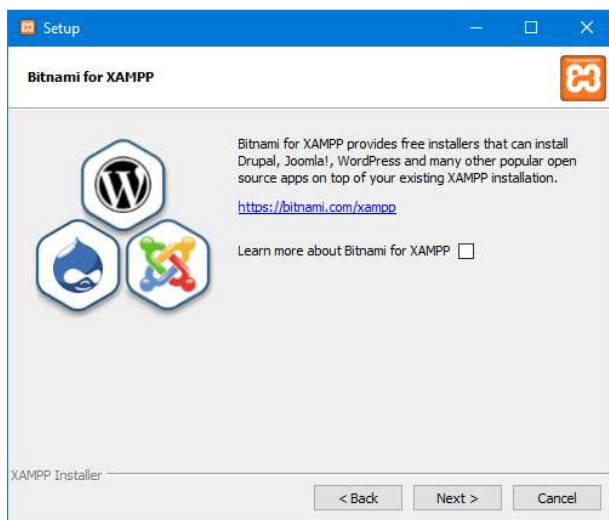 Setup
Bitnami for XAMPP
Bitnami for XAMPP provides free installers that can install
Drupal, Joomla!, WordPress and many other popular open
source apps on top of your existing XAMPP installation.
https://bitnami.com/xampp
Learn more about Bitnami for XAMPP
XAMPP Installer
< Back Next > Cancel